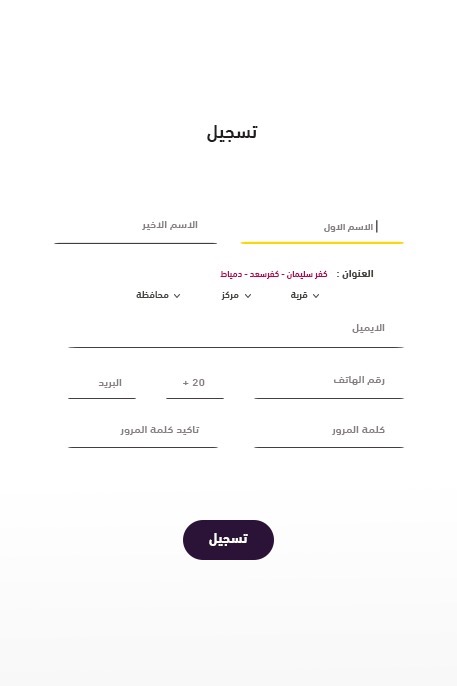 تسجيل
الاسم الاول
الاسم الاخير
العنوان : كفر سليمان - كفرسعد - دمياط
قرية مركز محافظة
الايميل
رقم الهاتف
+ 20
البريد
كلمة المرور
تاكيد كلمة المرور
تسجيل